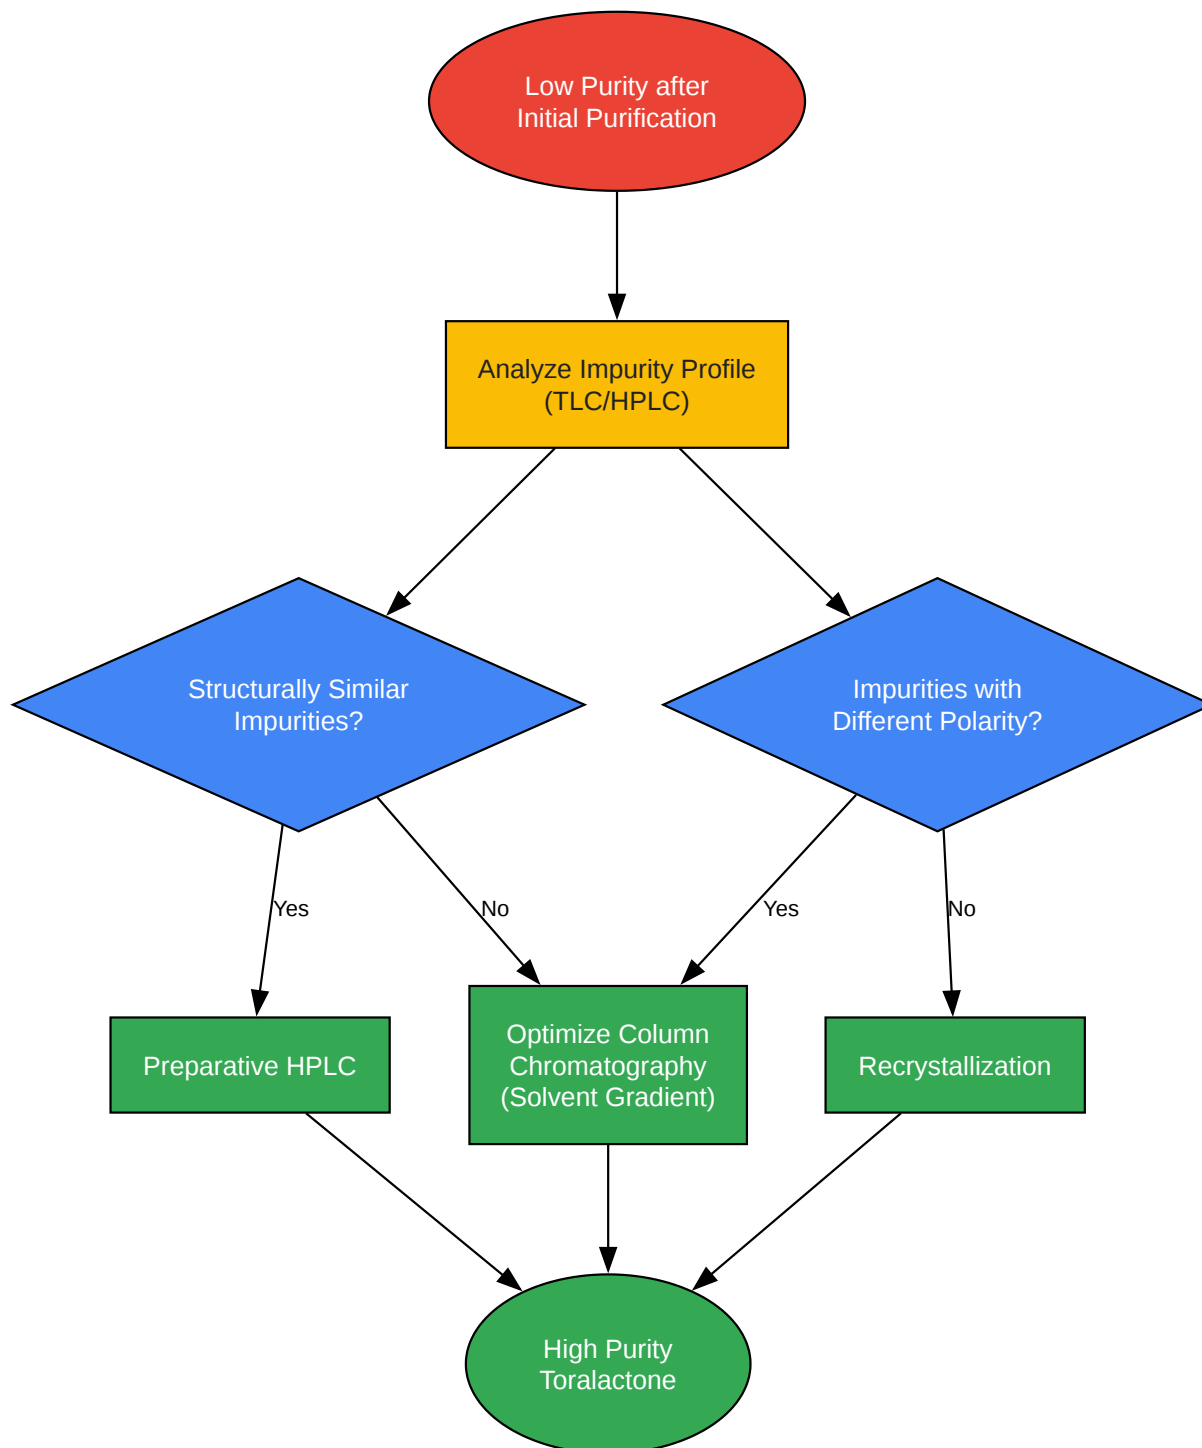 Low Purity after
Initial Purification
Analyze Impurity Profile
(TLC/HPLC)
Structurally Similar
Impurities?
Impurities with
Different Polarity?
Yes
No
Yes
No
Preparative HPLC
Optimize Column
Chromatography
(Solvent Gradient)
Recrystallization
High Purity
Toralactone